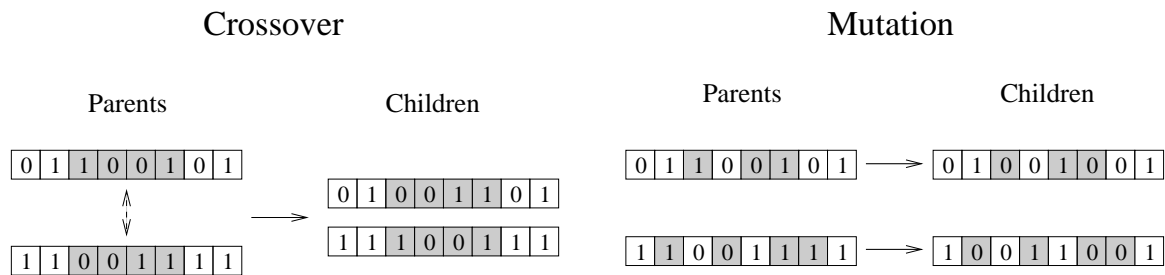 Crossover
Parents
Children
0 1 1 0 0 1 0 1
0 1 0 0 1 1 0 1
1 1 1 0 0 1 1 1
1 1 0 0 1 1 1 1
Mutation
Parents
Children
0 1 1 0 0 1 0 1
0 1 0 0 1 0 0 1
1 1 0 0 1 1 1 1
1 0 0 1 1 0 0 1